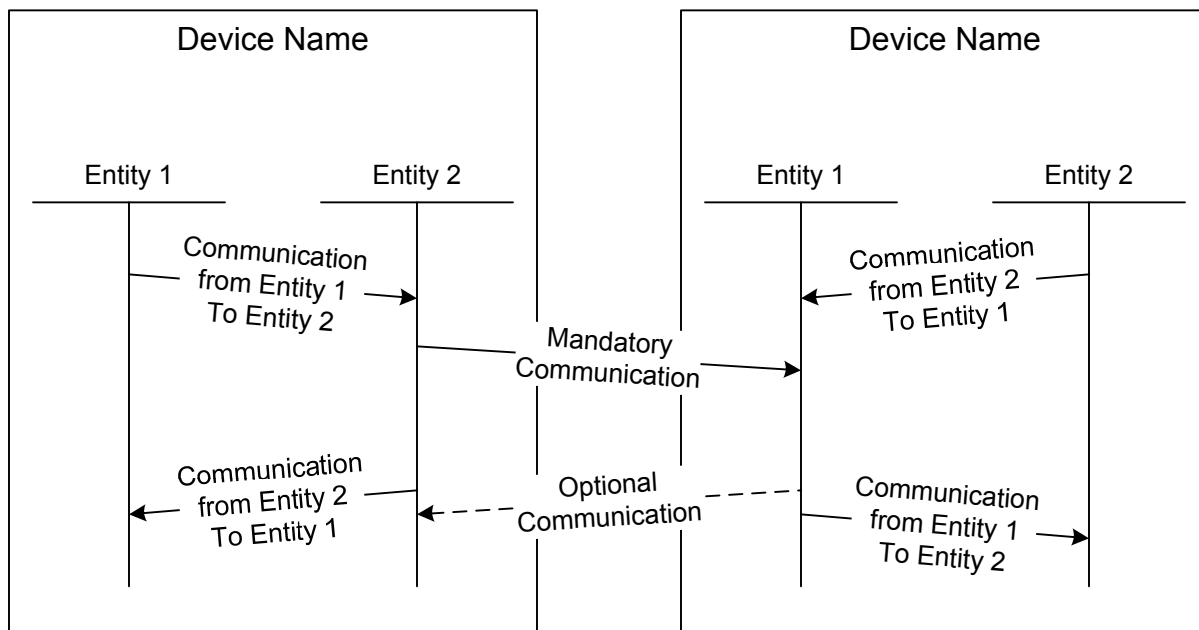 Device Name
Device Name
Entity 1
Entity 2
Entity 1
Entity 2
Communication
from Entity 1
To Entity 2
Communication
from Entity 2
To Entity 1
Mandatory
Communication
Communication
from Entity 2
To Entity 1
Optional
Communication
Communication
from Entity 1
To Entity 2